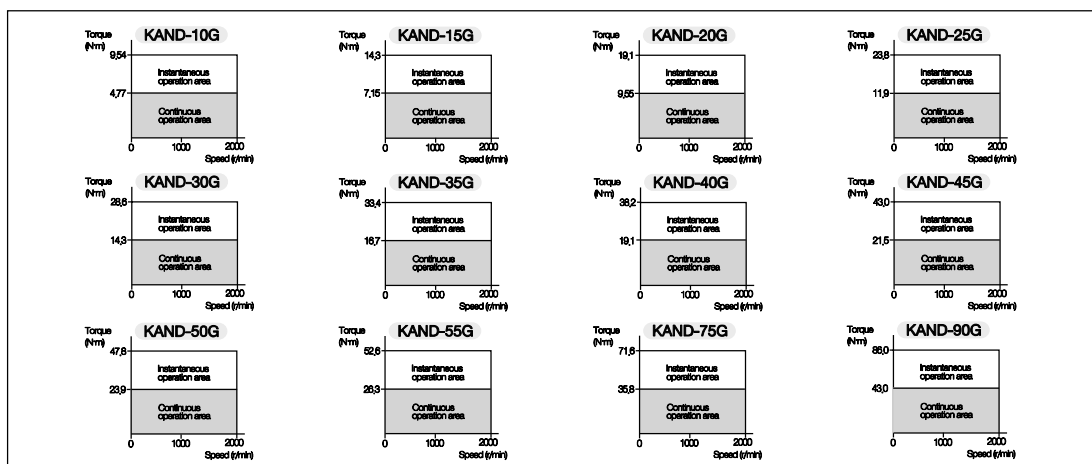 KAND-10G
Torque
(N·m)
9,54
4,77
Instantaneous
operation area
Continuous
operation area
0 1000 2000
Speed (r/min)
KAND-15G
Torque
(N·m)
14,3
7,15
Instantaneous
operation area
Continuous
operation area
0 1000 2000
Speed (r/min)
KAND-20G
Torque
(N·m)
19,1
9,55
Instantaneous
operation area
Continuous
operation area
0 1000 2000
Speed (r/min)
KAND-25G
Torque
(N·m)
23,8
11,9
Instantaneous
operation area
Continuous
operation area
0 1000 2000
Speed (r/min)
KAND-30G
Torque
(N·m)
28,6
14,3
Instantaneous
operation area
Continuous
operation area
0 1000 2000
Speed (r/min)
KAND-35G
Torque
(N·m)
33,4
16,7
Instantaneous
operation area
Continuous
operation area
0 1000 2000
Speed (r/min)
KAND-40G
Torque
(N·m)
38,2
19,1
Instantaneous
operation area
Continuous
operation area
0 1000 2000
Speed (r/min)
KAND-45G
Torque
(N·m)
43,0
21,5
Instantaneous
operation area
Continuous
operation area
0 1000 2000
Speed (r/min)
KAND-50G
Torque
(N·m)
47,8
23,9
Instantaneous
operation area
Continuous
operation area
0 1000 2000
Speed (r/min)
KAND-55G
Torque
(N·m)
52,6
26,3
Instantaneous
operation area
Continuous
operation area
0 1000 2000
Speed (r/min)
KAND-75G
Torque
(N·m)
71,6
35,8
Instantaneous
operation area
Continuous
operation area
0 1000 2000
Speed (r/min)
KAND-90G
Torque
(N·m)
86,0
43,0
Instantaneous
operation area
Continuous
operation area
0 1000 2000
Speed (r/min)